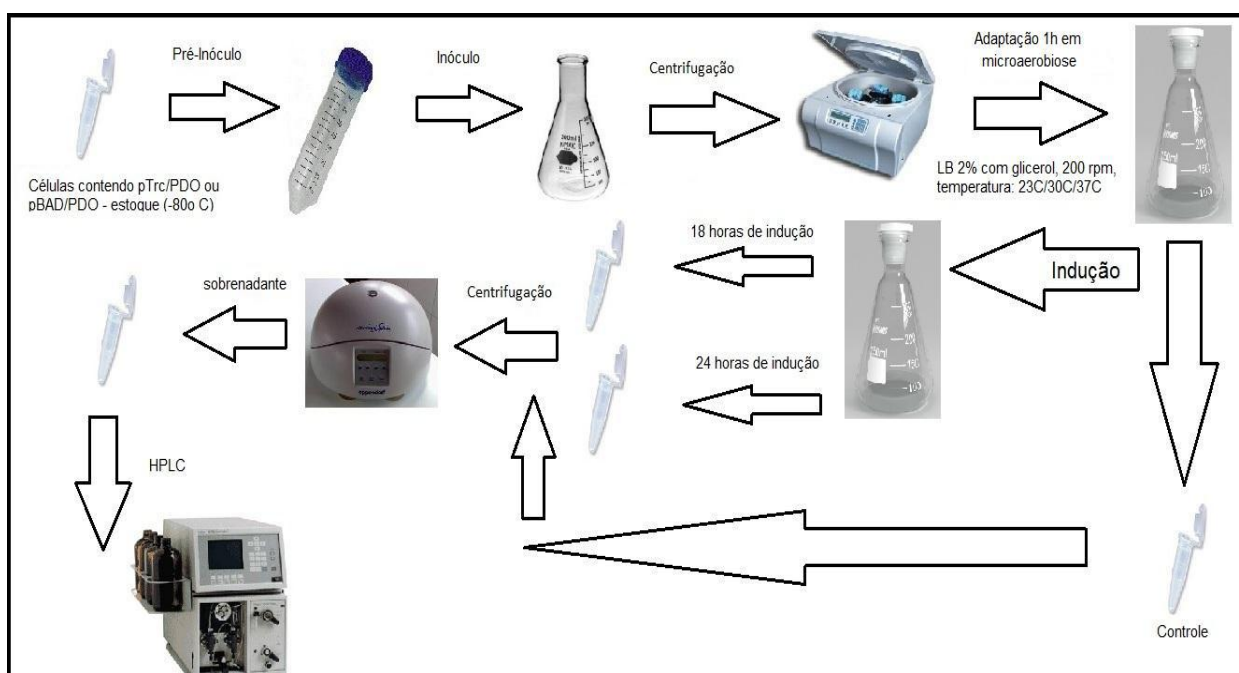 Pré-Inóculo
Inóculo
Centrifugação
Adaptação 1h em
microaerobiose
Células contendo pTrc/PDO ou
pBAD/PDO - estoque (-80o C)
LB 2% com glicerol, 200 rpm,
temperatura: 23C/30C/37C
18 horas de indução
Indução
sobrenadante
Centrifugação
24 horas de indução
eppendorf
HPLC
Controle